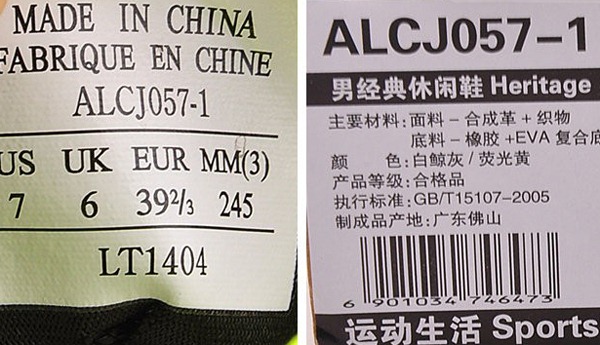 MADE IN CHINA
FABRIQUE EN CHINE
ALCJ057-1
US UK EUR MM(3)
7 6 39⅔ 245
LT1404
ALCJ057-1
男经典休闲鞋 Heritage
主要材料:面料-合成革+织物
底料-橡胶+EVA 复合底
颜 色:白鲸灰/荧光黄
产品等级:合格品
执行标准:GB/T15107-2005
制成品产地:广东佛山
6 901034 746473
运动生活 Sports